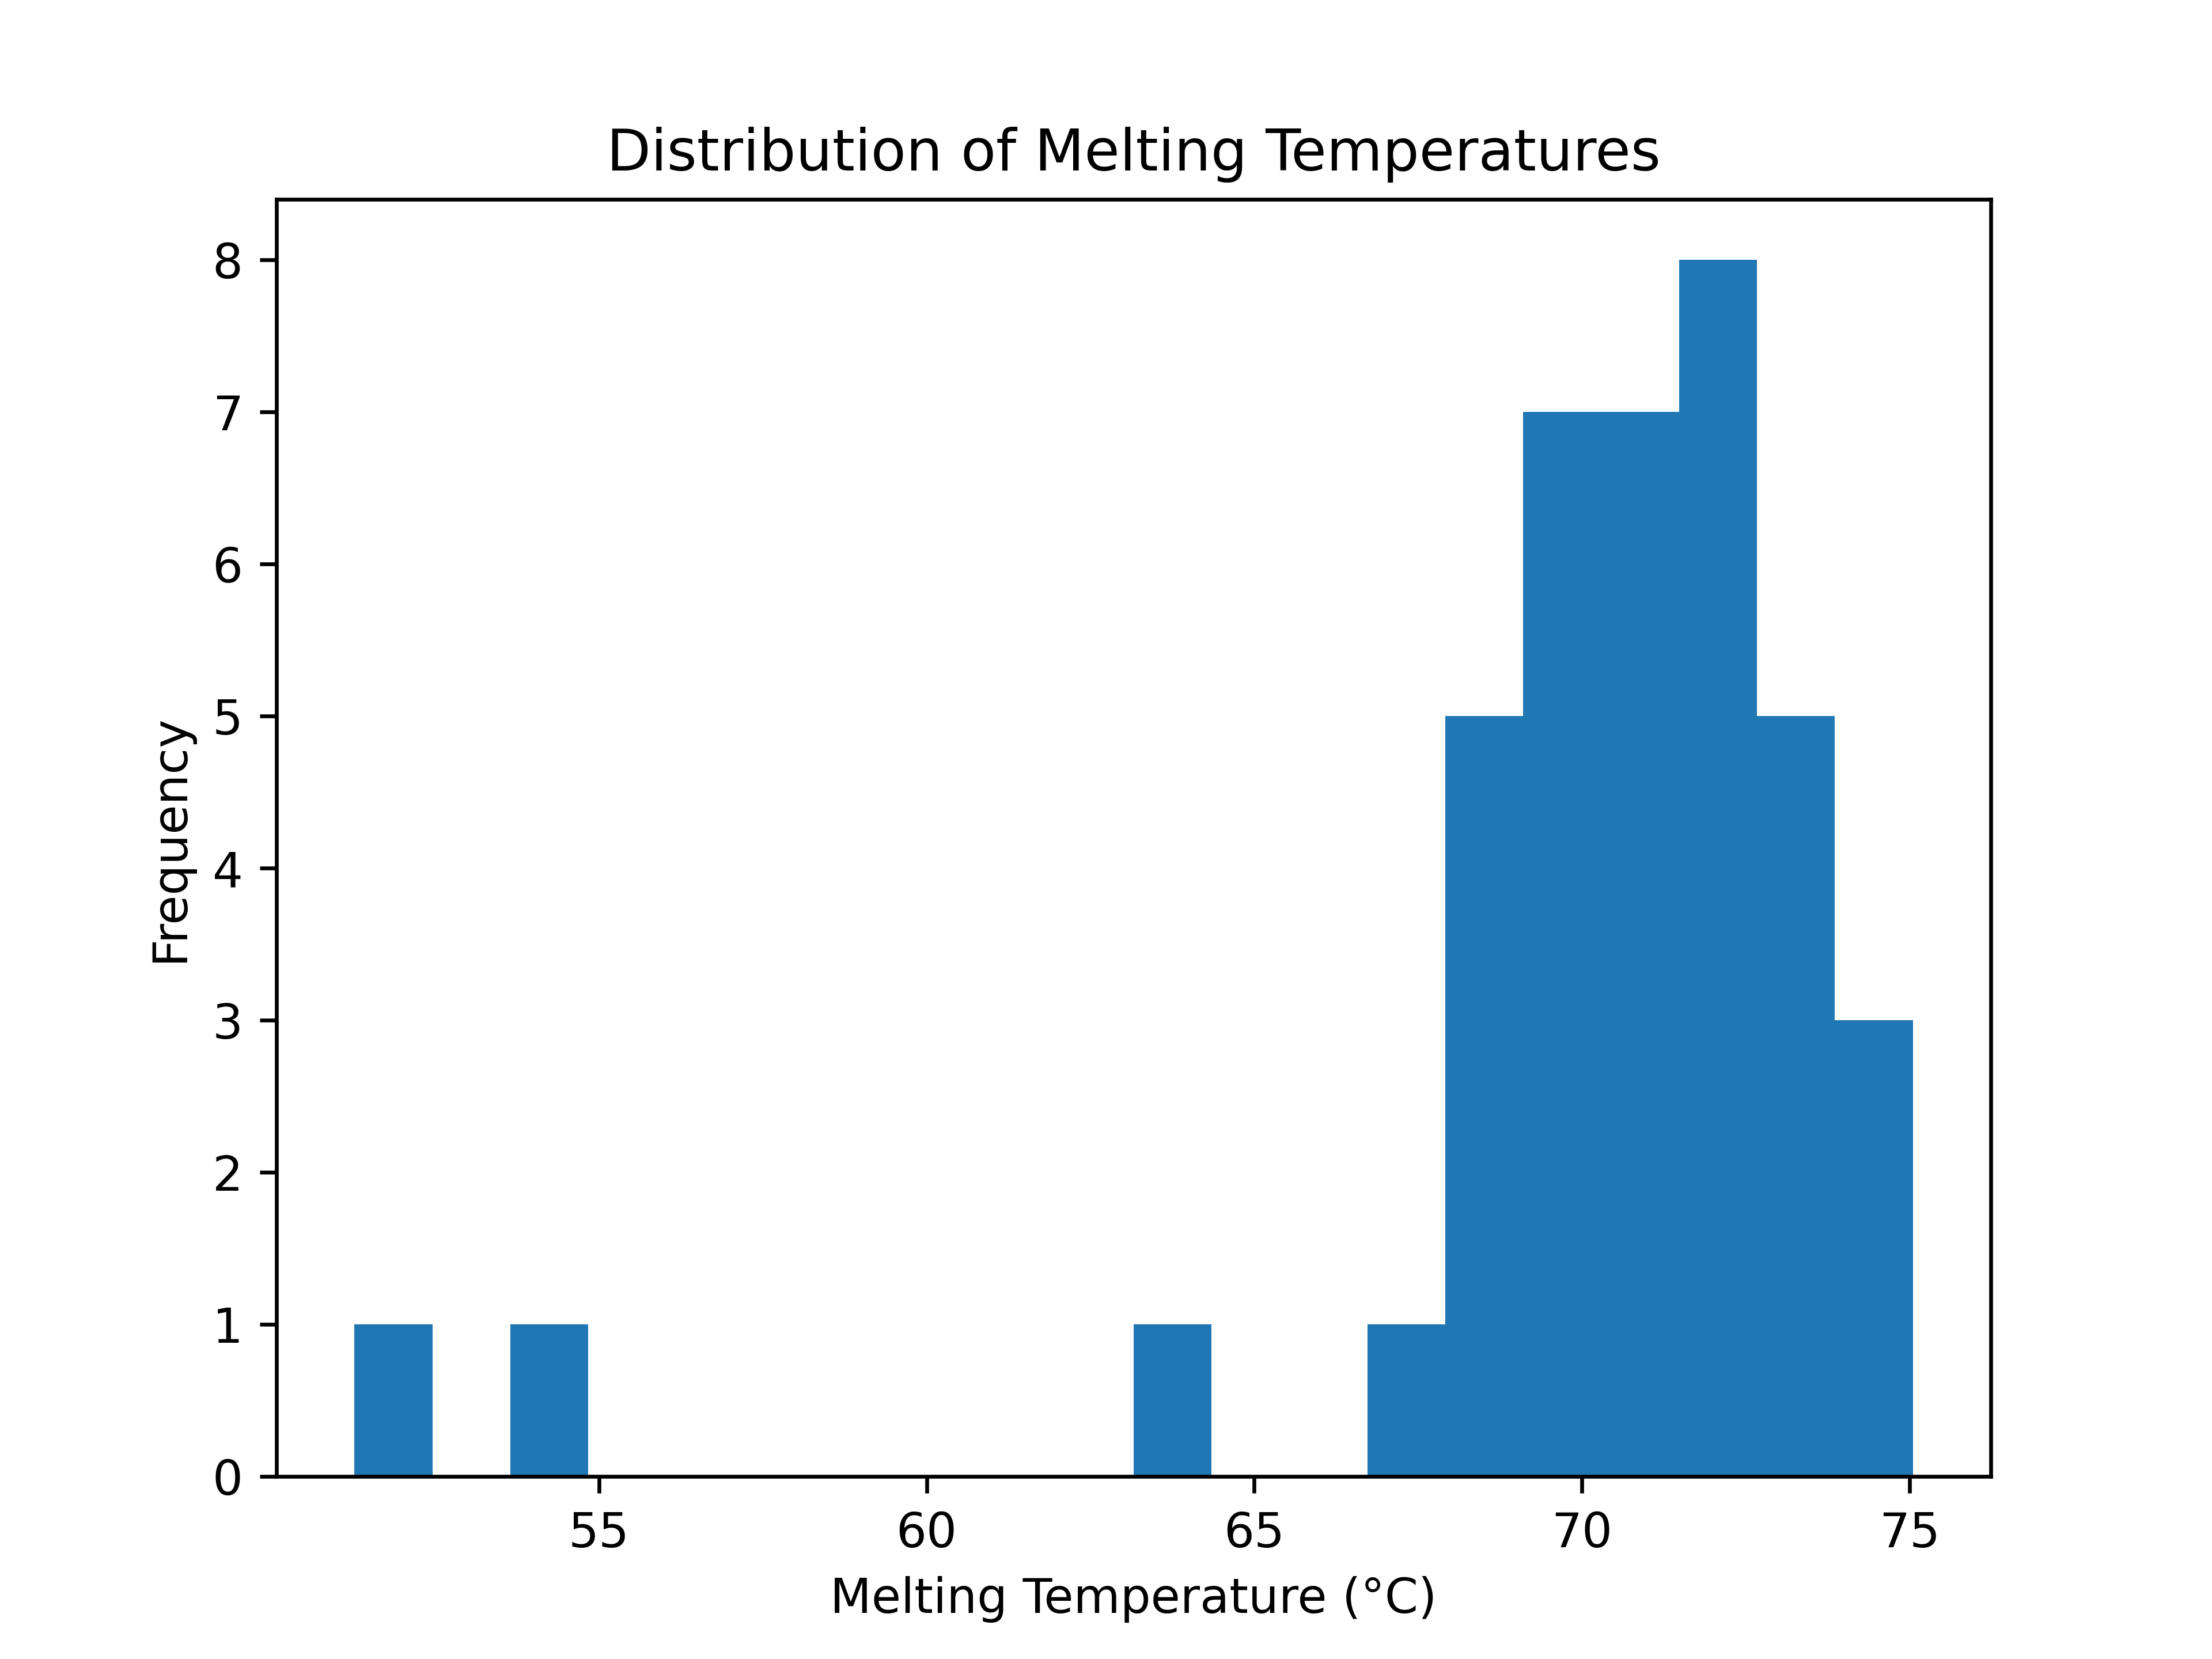 Distribution of Melting Temperatures
8
7
6
5
4
3
2
1
0
Frequency
55 60 65 70 75
Melting Temperature (°C)